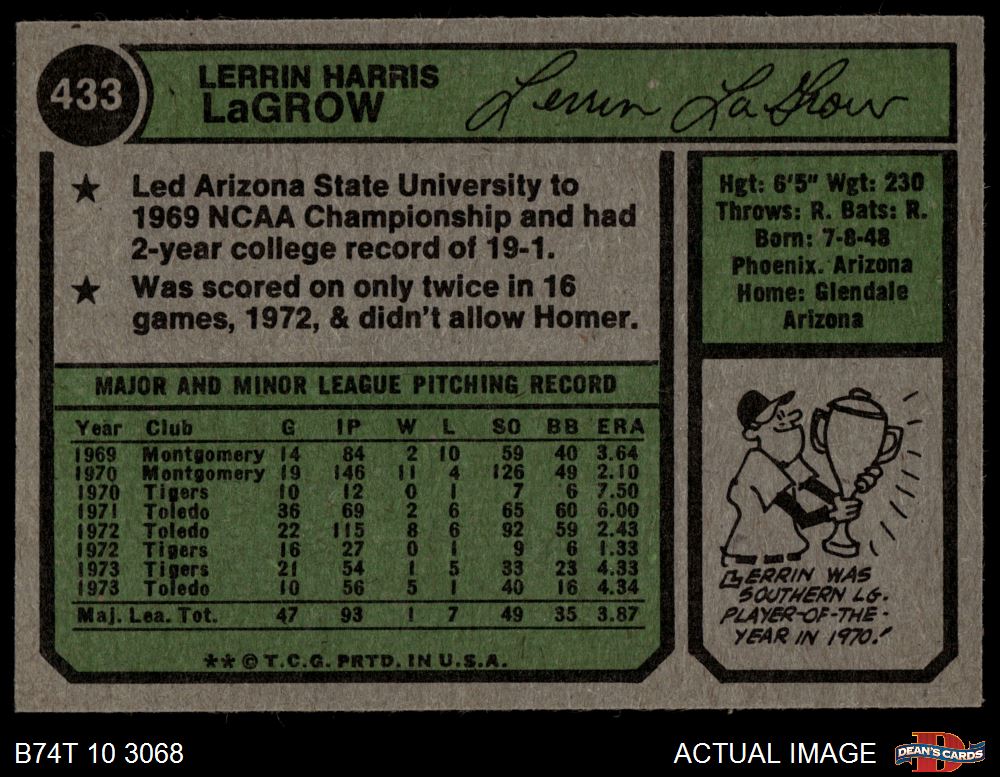 433
LERRIN HARRIS
LaGROW
Lerrin LaGrow
★ Led Arizona State University to
1969 NCAA Championship and had
2-year college record of 19-1.
★ Was scored on only twice in 16
games, 1972, & didn't allow Homer.
Hgt: 6'5" Wgt: 230
Throws: R. Bats: R.
Born: 7-8-48
Phoenix. Arizona
Home: Glendale
Arizona
MAJOR AND MINOR LEAGUE PITCHING RECORD
Year Club G IP W L SO BB ERA
1969 Montgomery 14 84 2 10 59 40 3.64
1970 Montgomery 19 146 11 4 126 49 2.10
1970 Tigers 10 12 0 1 7 6 7.50
1971 Toledo 36 69 2 6 65 60 6.00
1972 Toledo 22 115 8 6 92 59 2.43
1972 Tigers 16 27 0 1 9 6 1.33
1973 Tigers 21 54 1 5 33 23 4.33
1973 Toledo 10 56 5 1 40 16 4.34
Maj. Lea. Tot. 47 93 1 7 49 35 3.87
** © T.C.G. PRTD. IN U.S.A.
LERRIN WAS
SOUTHERN LG.
PLAYER-OF-THE-
YEAR IN 1970.
B74T 10 3068
ACTUAL IMAGE
D
DEAN'S CARDS